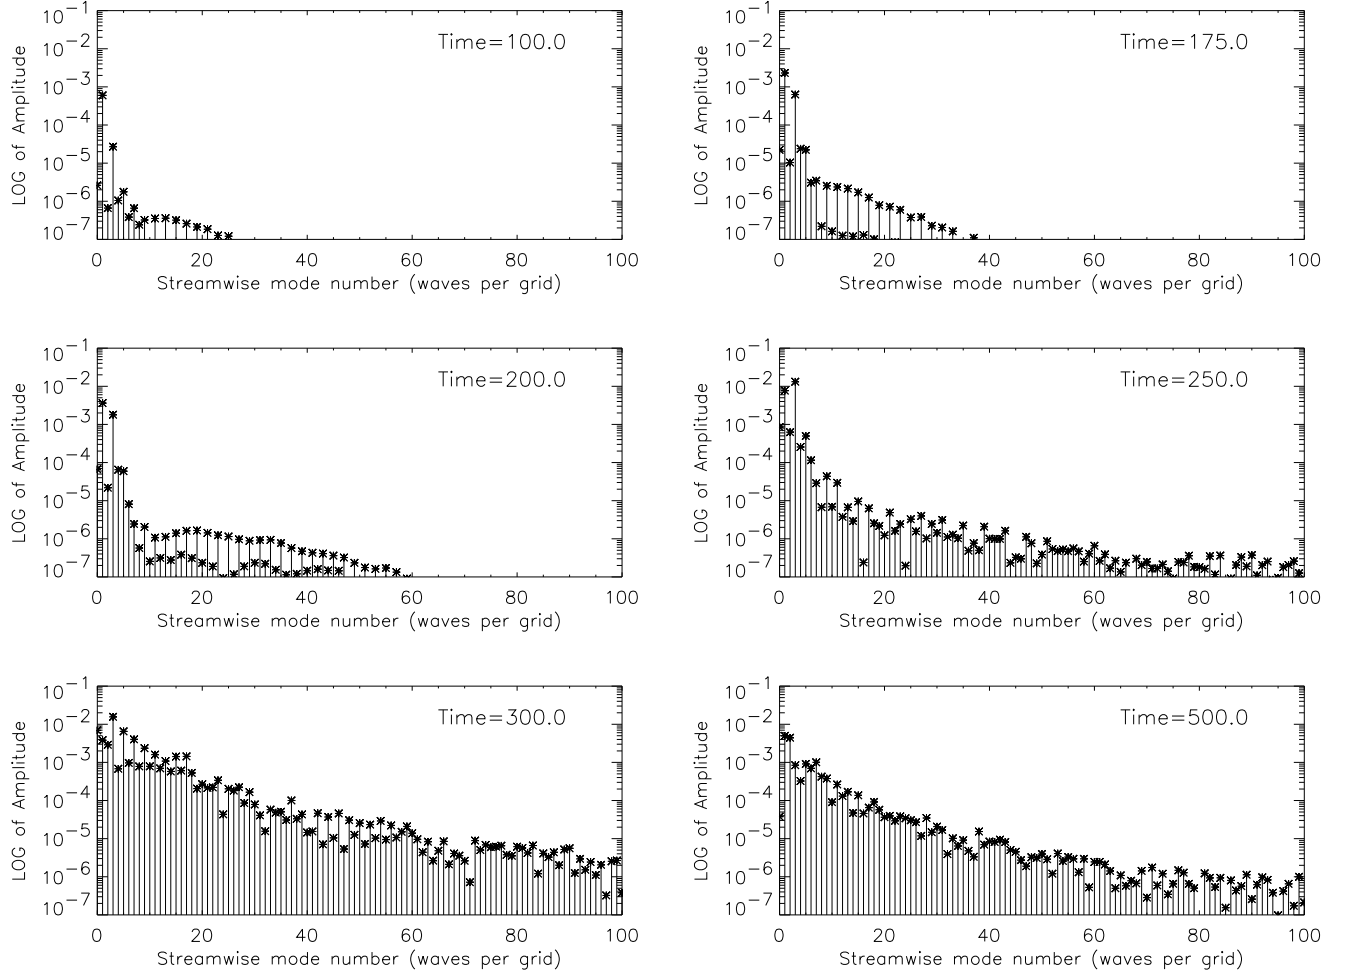 Time=100.0
LOG of Amplitude
10⁻¹
10⁻²
10⁻³
10⁻⁴
10⁻⁵
10⁻⁶
10⁻⁷
0 20 40 60 80 100
Streamwise mode number (waves per grid)
Time=175.0
LOG of Amplitude
10⁻¹
10⁻²
10⁻³
10⁻⁴
10⁻⁵
10⁻⁶
10⁻⁷
0 20 40 60 80 100
Streamwise mode number (waves per grid)
Time=200.0
LOG of Amplitude
10⁻¹
10⁻²
10⁻³
10⁻⁴
10⁻⁵
10⁻⁶
10⁻⁷
0 20 40 60 80 100
Streamwise mode number (waves per grid)
Time=250.0
LOG of Amplitude
10⁻¹
10⁻²
10⁻³
10⁻⁴
10⁻⁵
10⁻⁶
10⁻⁷
0 20 40 60 80 100
Streamwise mode number (waves per grid)
Time=300.0
LOG of Amplitude
10⁻¹
10⁻²
10⁻³
10⁻⁴
10⁻⁵
10⁻⁶
10⁻⁷
0 20 40 60 80 100
Streamwise mode number (waves per grid)
Time=500.0
LOG of Amplitude
10⁻¹
10⁻²
10⁻³
10⁻⁴
10⁻⁵
10⁻⁶
10⁻⁷
0 20 40 60 80 100
Streamwise mode number (waves per grid)